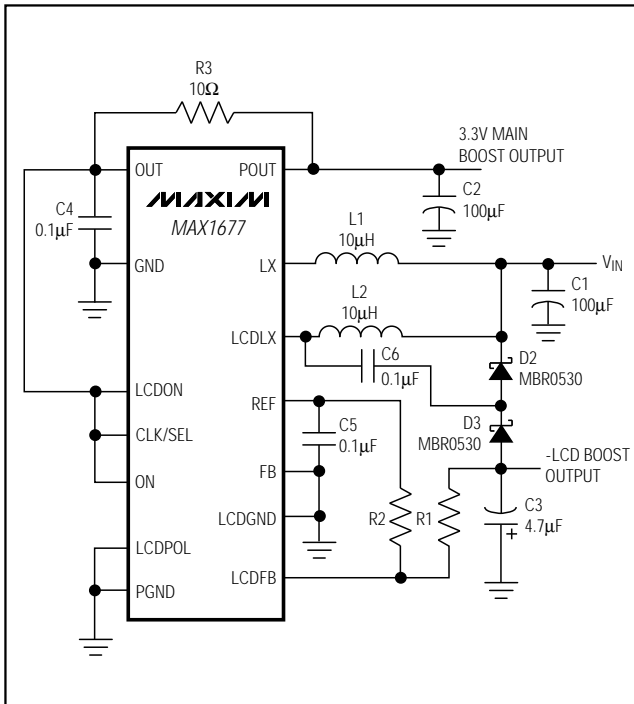 R3
10Ω
OUT
POUT
3.3V MAIN
BOOST OUTPUT
MAXIM
MAX1677
C4
0.1µF
C2
100µF
GND
L1
10µH
LX
VIN
C1
100µF
L2
10µH
LCDLX
C6
0.1µF
D2
MBR0530
LCDON
REF
CLK/SEL
C5
0.1µF
D3
MBR0530
ON
FB
-LCD BOOST
OUTPUT
LCDGND
R2
R1
C3
4.7µF
+
LCDPOL
LCDFB
PGND